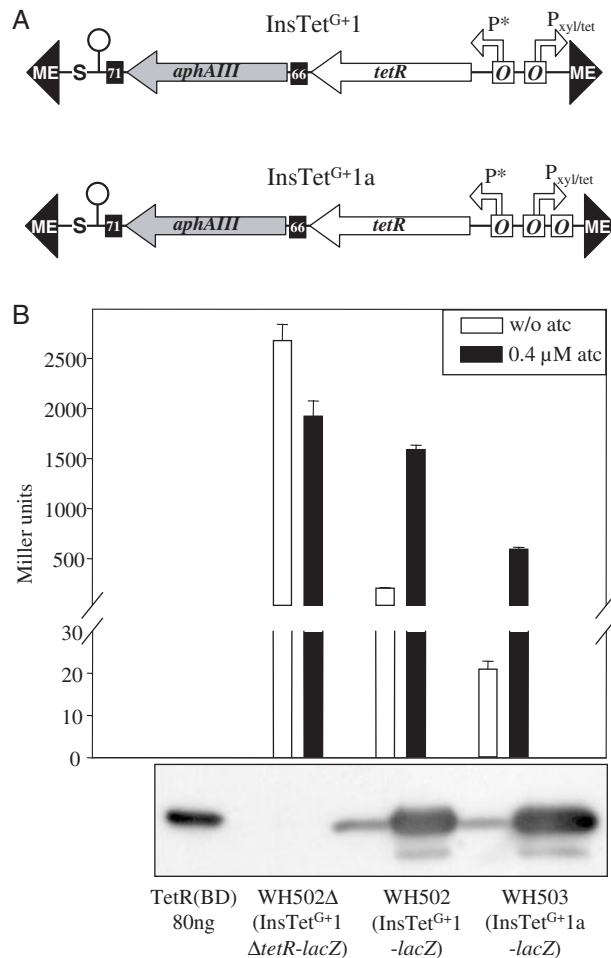 A
InsTetG+1
P* Pxyl/tet
ME S 71 aphAIII 66 tetR O O ME
InsTetG+1a
P* Pxyl/tet
ME S 71 aphAIII 66 tetR O O O ME
B
w/o atc
0.4 µM atc
Miller units
2500
2000
1500
1000
500
30
20
10
0
TetR(BD) WH502Δ WH502 WH503
80ng (InsTetG+1 (InsTetG+1 (InsTetG+1a
ΔtetR-lacZ) -lacZ) -lacZ)